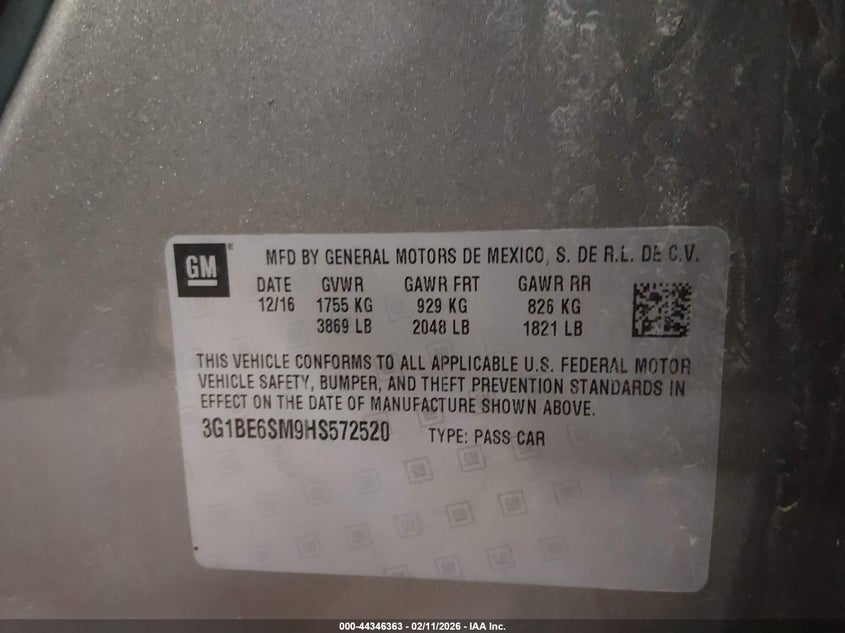 GM ®
MFD BY GENERAL MOTORS DE MEXICO, S. DE R.L. DE C.V.
DATE GVWR GAWR FRT GAWR RR
12/16 1755 KG 929 KG 826 KG
3869 LB 2048 LB 1821 LB
THIS VEHICLE CONFORMS TO ALL APPLICABLE U.S. FEDERAL MOTOR
VEHICLE SAFETY, BUMPER, AND THEFT PREVENTION STANDARDS IN
EFFECT ON THE DATE OF MANUFACTURE SHOWN ABOVE.
3G1BE6SM9HS572520 TYPE: PASS CAR
000-44346363 - 02/11/2026 - IAA Inc.